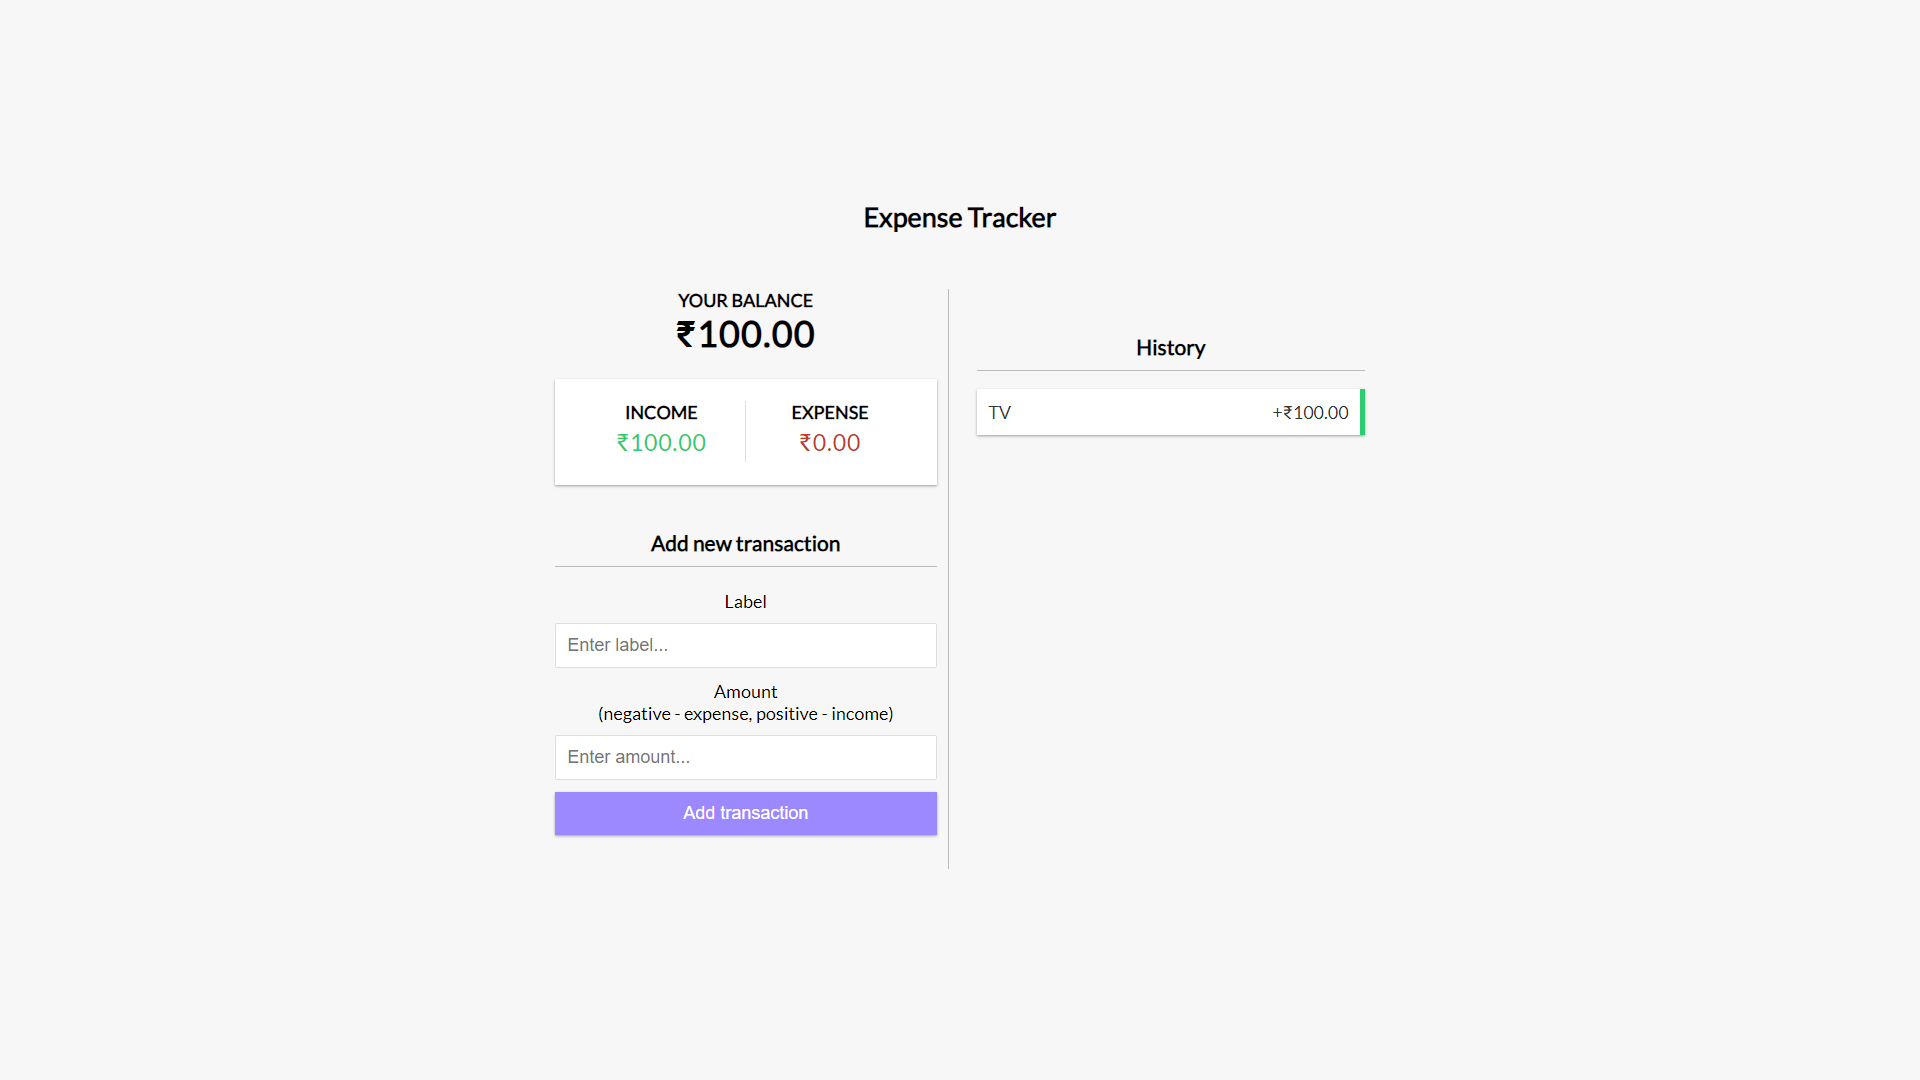 Expense Tracker
YOUR BALANCE
₹100.00
INCOME
₹100.00
EXPENSE
₹0.00
Add new transaction
Label
Enter label...
Amount
(negative - expense, positive - income)
Enter amount...
Add transaction
History
TV +₹100.00